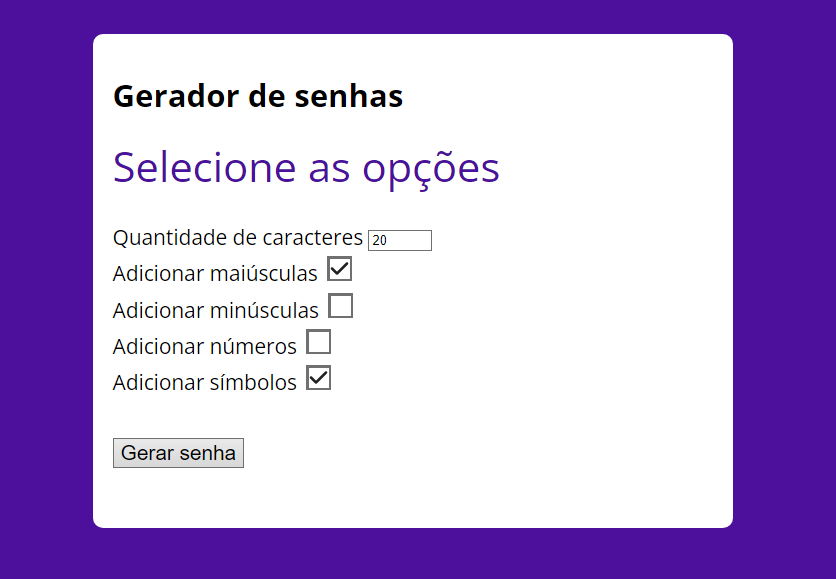 Gerador de senhas
Selecione as opções
Quantidade de caracteres 20
Adicionar maiúsculas
Adicionar minúsculas
Adicionar números
Adicionar símbolos
Gerar senha